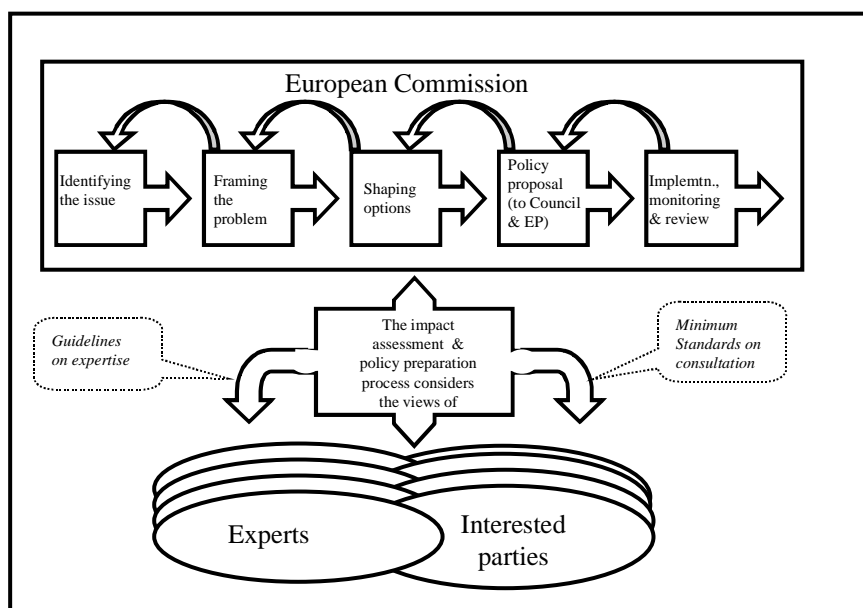 European Commission
Identifying
the issue
Framing
the
problem
Shaping
options
Policy
proposal
(to Council
& EP)
Implemtn.,
monitoring
& review
Guidelines
on expertise
The impact
assessment &
policy preparation
process considers
the views of
Minimum
Standards on
consultation
Experts
Interested
parties